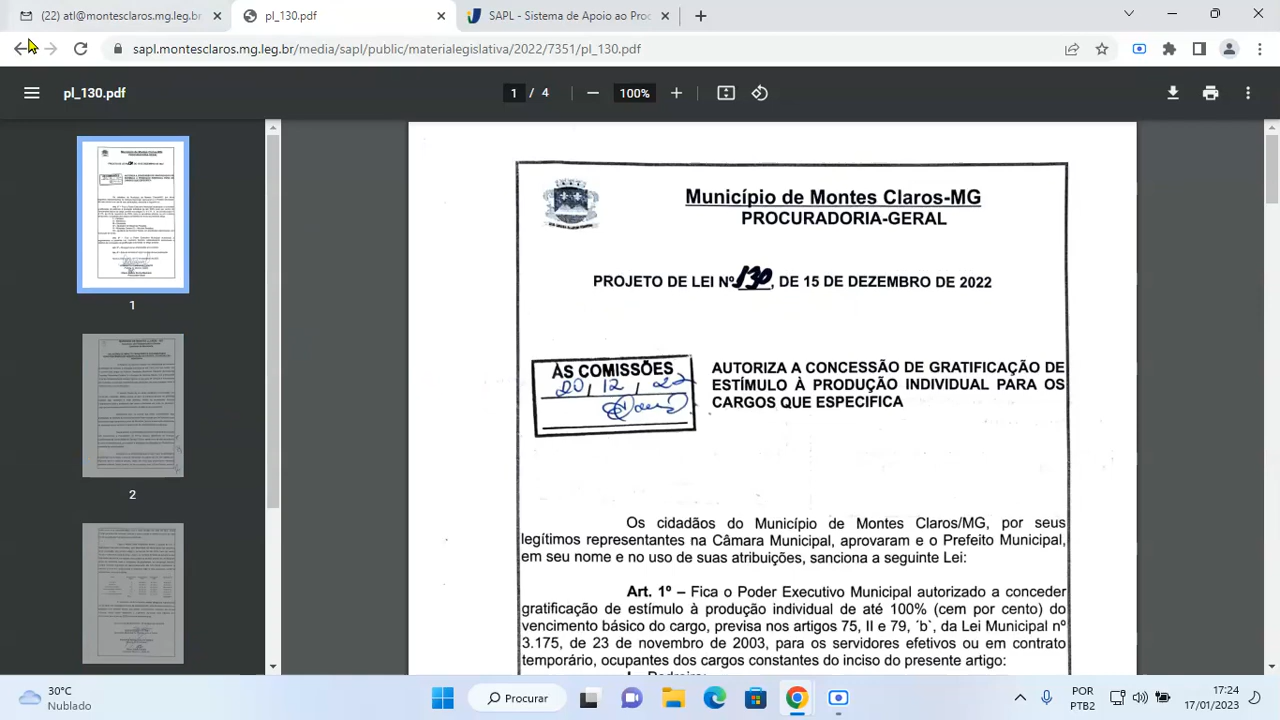 (22) atl@montesclaros.mg.leg.br
pl_130.pdf
SAPL - Sistema de Apoio ao Proc
sapl.montesclaros.mg.leg.br/media/sapl/public/materialegislativa/2022/7351/pl_130.pdf
pl_130.pdf
1 / 4
100%
1
2
Município de Montes Claros-MG
PROCURADORIA-GERAL
PROJETO DE LEI Nº 130, DE 15 DE DEZEMBRO DE 2022
ÀS COMISSÕES
20, 12, 22
AUTORIZA A CONCESSÃO DE GRATIFICAÇÃO DE
ESTÍMULO À PRODUÇÃO INDIVIDUAL PARA OS
CARGOS QUE ESPECIFICA
Os cidadãos do Município de Montes Claros/MG, por seus
legítimos representantes na Câmara Municipal, aprovaram e o Prefeito Municipal,
em seu nome e no uso de suas atribuições, sanciona a seguinte Lei:
Art. 1º – Fica o Poder Executivo Municipal autorizado a conceder
gratificação de estímulo à produção individual de até 100% (cem por cento) do
vencimento básico do cargo, previsa nos artigos 75, II e 79, ´b`, da Lei Municipal nº
3.175, de 23 de novembro de 2003, para os servidores efetivos ou em contrato
temporário, ocupantes dos cargos constantes do inciso do presente artigo:
30°C
Nublado
Procurar
POR
PTB2
17:24
17/01/2023